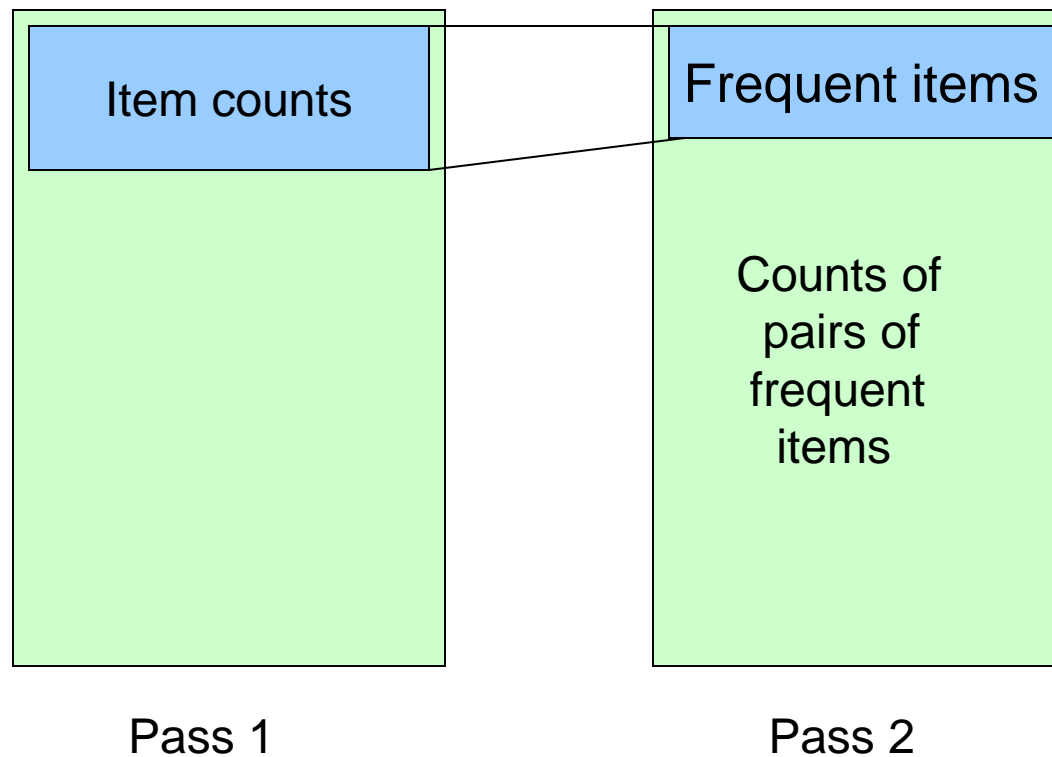 Item counts
Frequent items
Counts of
pairs of
frequent
items
Pass 1
Pass 2